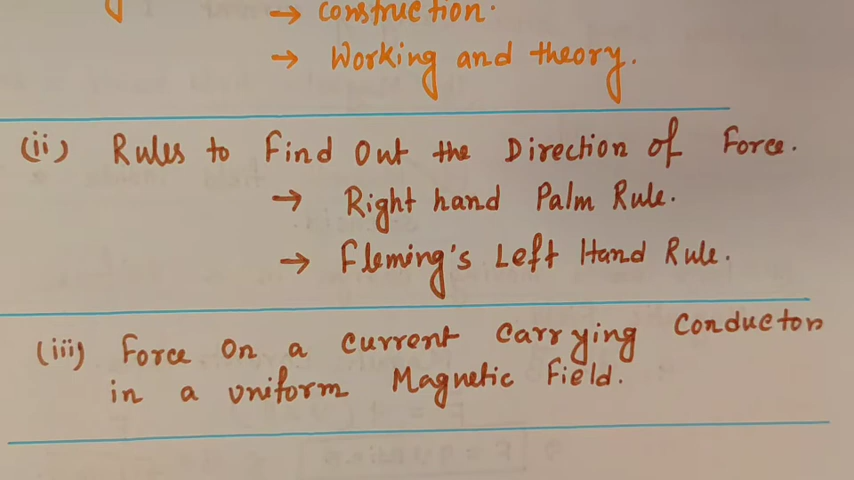 → Construction.
→ Working and theory.
(ii) Rules to Find Out the Direction of Force.
→ Right hand Palm Rule.
→ Fleming's Left Hand Rule.
(iii) Force on a current carrying conductor
in a uniform Magnetic Field.